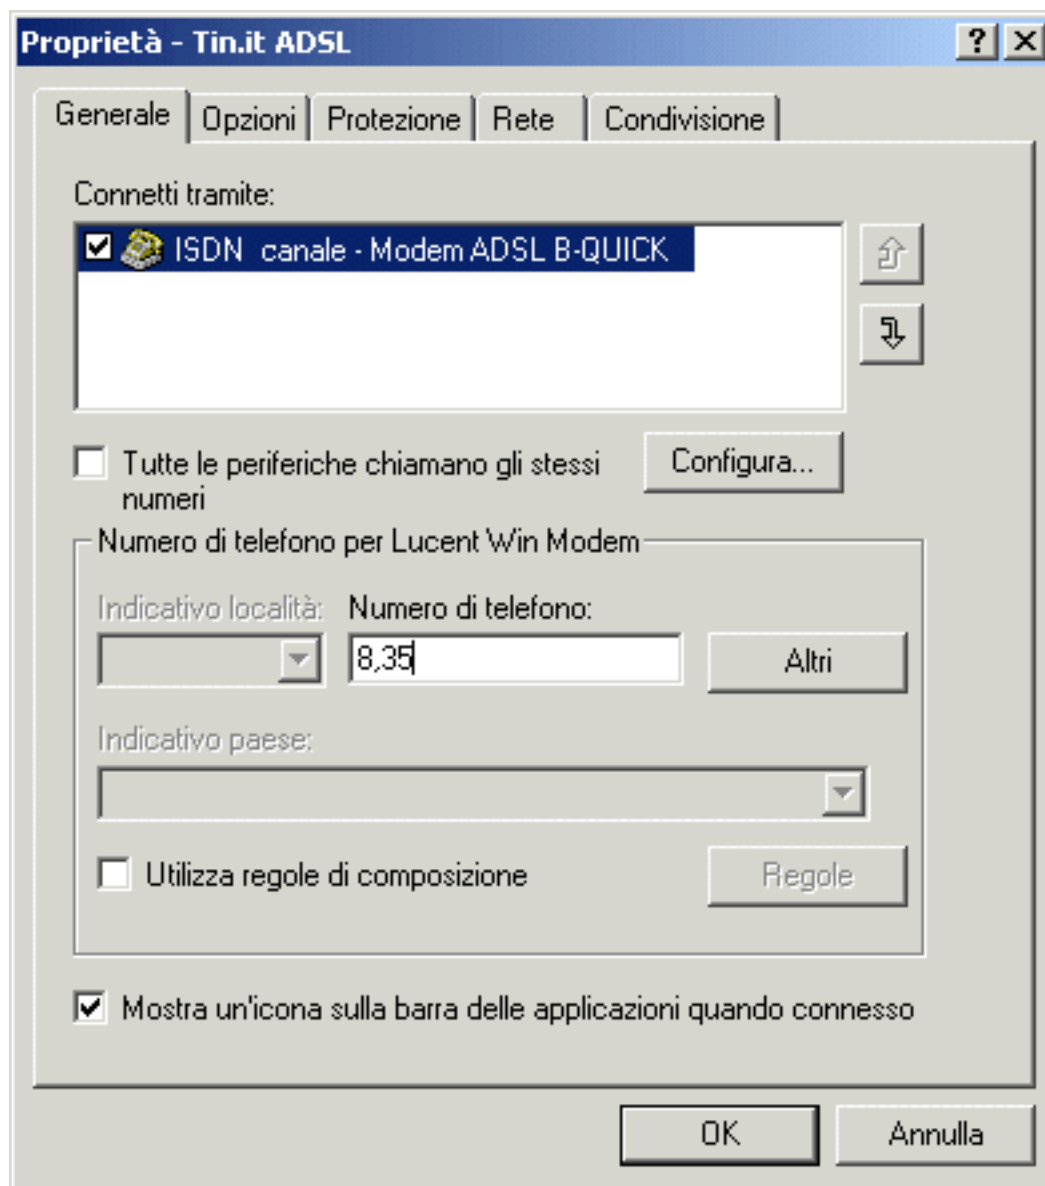 Proprietà - Tin.it ADSL
Generale Opzioni Protezione Rete Condivisione
Connetti tramite:
ISDN canale - Modem ADSL B-QUICK
Tutte le periferiche chiamano gli stessi
numeri
Configura...
Numero di telefono per Lucent Win Modem
Indicativo località: Numero di telefono:
8,35
Altri
Indicativo paese:
Utilizza regole di composizione
Regole
Mostra un'icona sulla barra delle applicazioni quando connesso
OK Annulla